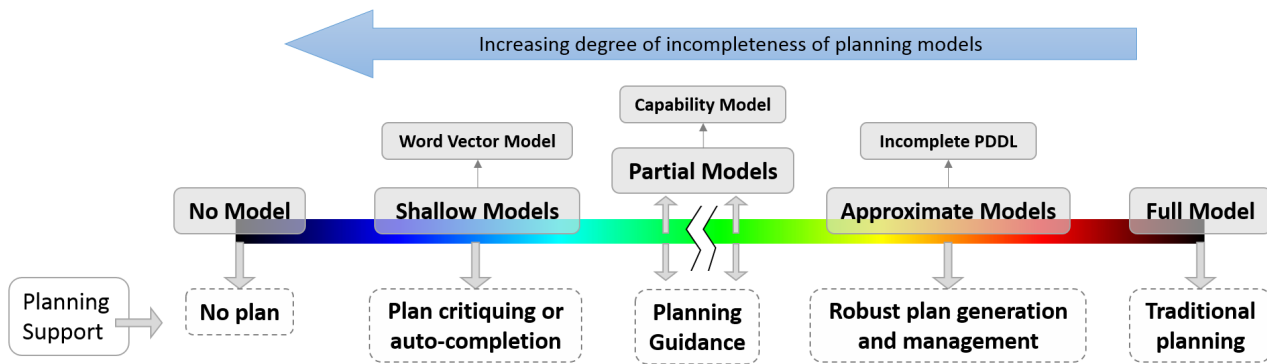 Increasing degree of incompleteness of planning models
Capability Model
Word Vector Model
Incomplete PDDL
Partial Models
No Model
Shallow Models
Approximate Models
Full Model
Planning
Support
No plan
Plan critiquing or
auto-completion
Planning
Guidance
Robust plan generation
and management
Traditional
planning